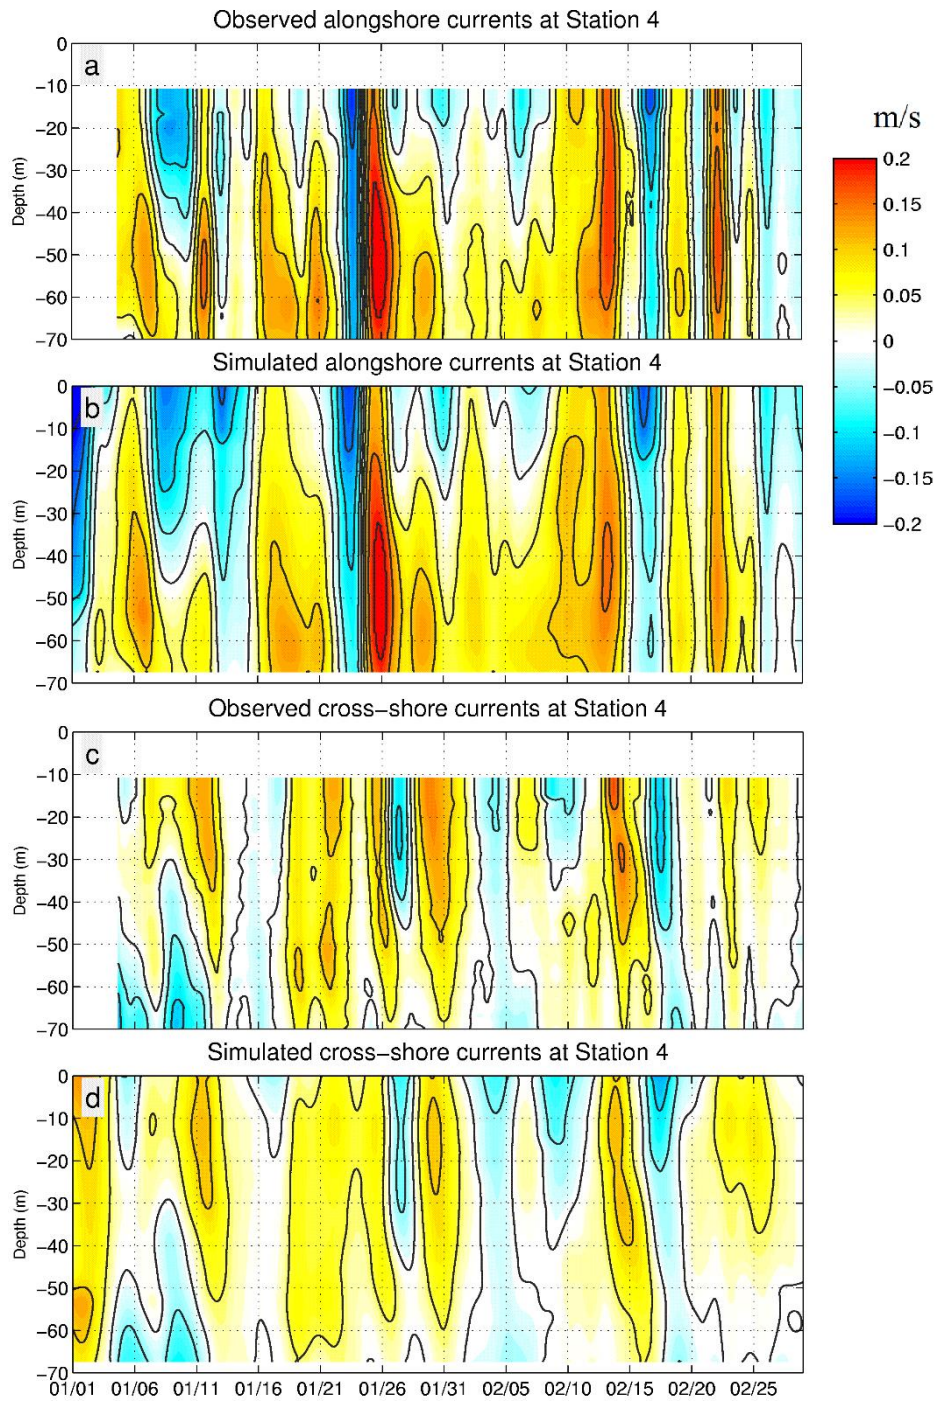 Observed alongshore currents at Station 4
a
0
−10
−20
−30
−40
−50
−60
−70
Depth (m)
m/s
0.2
0.15
0.1
0.05
0
−0.05
−0.1
−0.15
−0.2
Simulated alongshore currents at Station 4
b
0
−10
−20
−30
−40
−50
−60
−70
Depth (m)
Observed cross−shore currents at Station 4
c
0
−10
−20
−30
−40
−50
−60
−70
Depth (m)
Simulated cross−shore currents at Station 4
d
0
−10
−20
−30
−40
−50
−60
−70
Depth (m)
01/01 01/06 01/11 01/16 01/21 01/26 01/31 02/05 02/10 02/15 02/20 02/25